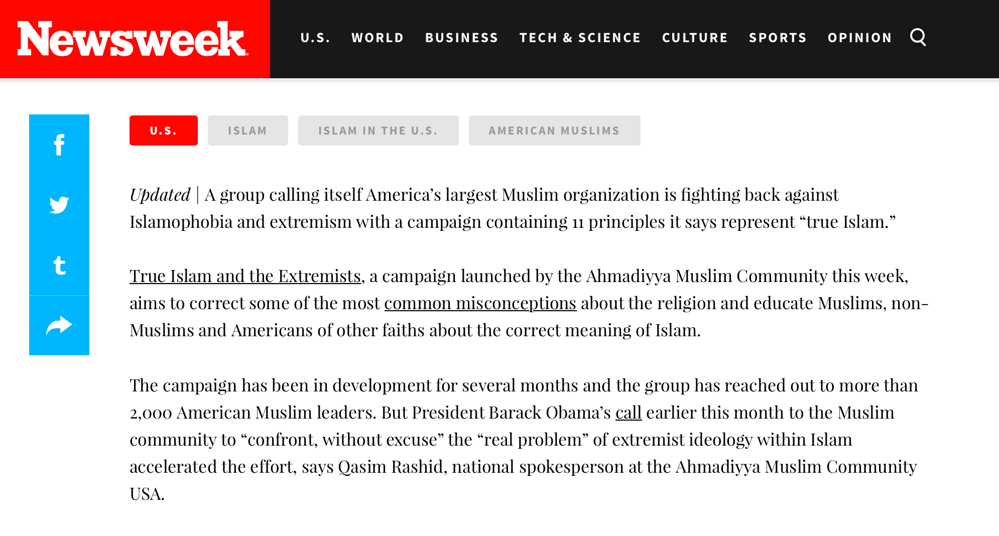 Newsweek
U.S. WORLD BUSINESS TECH & SCIENCE CULTURE SPORTS OPINION
U.S. ISLAM ISLAM IN THE U.S. AMERICAN MUSLIMS
Updated | A group calling itself America’s largest Muslim organization is fighting back against
Islamophobia and extremism with a campaign containing 11 principles it says represent “true Islam.”
True Islam and the Extremists, a campaign launched by the Ahmadiyya Muslim Community this week,
aims to correct some of the most common misconceptions about the religion and educate Muslims, non-
Muslims and Americans of other faiths about the correct meaning of Islam.
The campaign has been in development for several months and the group has reached out to more than
2,000 American Muslim leaders. But President Barack Obama’s call earlier this month to the Muslim
community to “confront, without excuse” the “real problem” of extremist ideology within Islam
accelerated the effort, says Qasim Rashid, national spokesperson at the Ahmadiyya Muslim Community
USA.